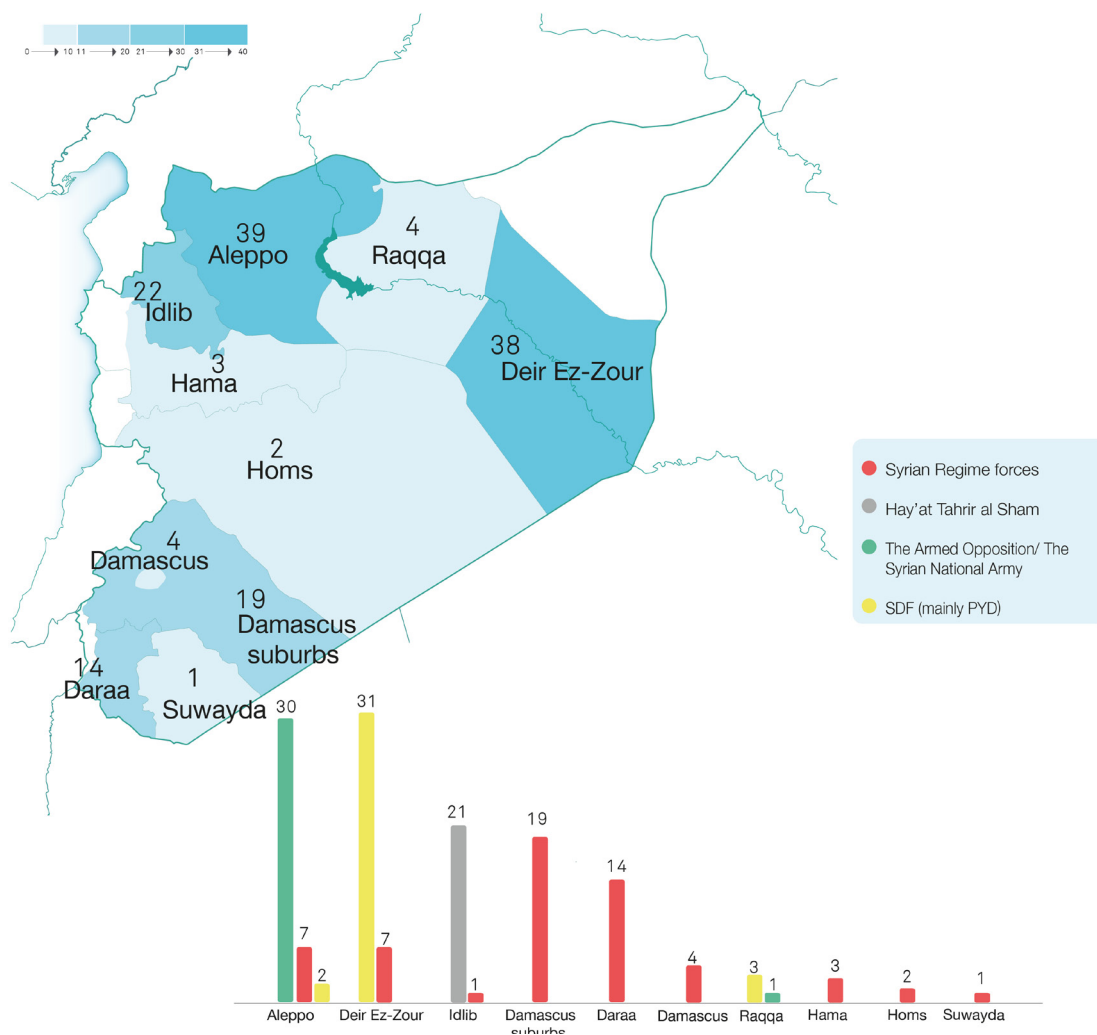 0 10 11 20 21 30 31 40
39
Aleppo
4
Raqqa
22
Idlib
3
Hama
38
Deir Ez-Zour
2
Homs
4
Damascus
19
Damascus
suburbs
14
Daraa
1
Suwayda
Syrian Regime forces
Hay'at Tahrir al Sham
The Armed Opposition/ The
Syrian National Army
SDF (mainly PYD)
30
7
2
31
7
21
1
19
14
4
3
1
3
2
1
Aleppo
Deir Ez-Zour
Idlib
Damascus
suburbs
Daraa
Damascus
Raqqa
Hama
Homs
Suwayda